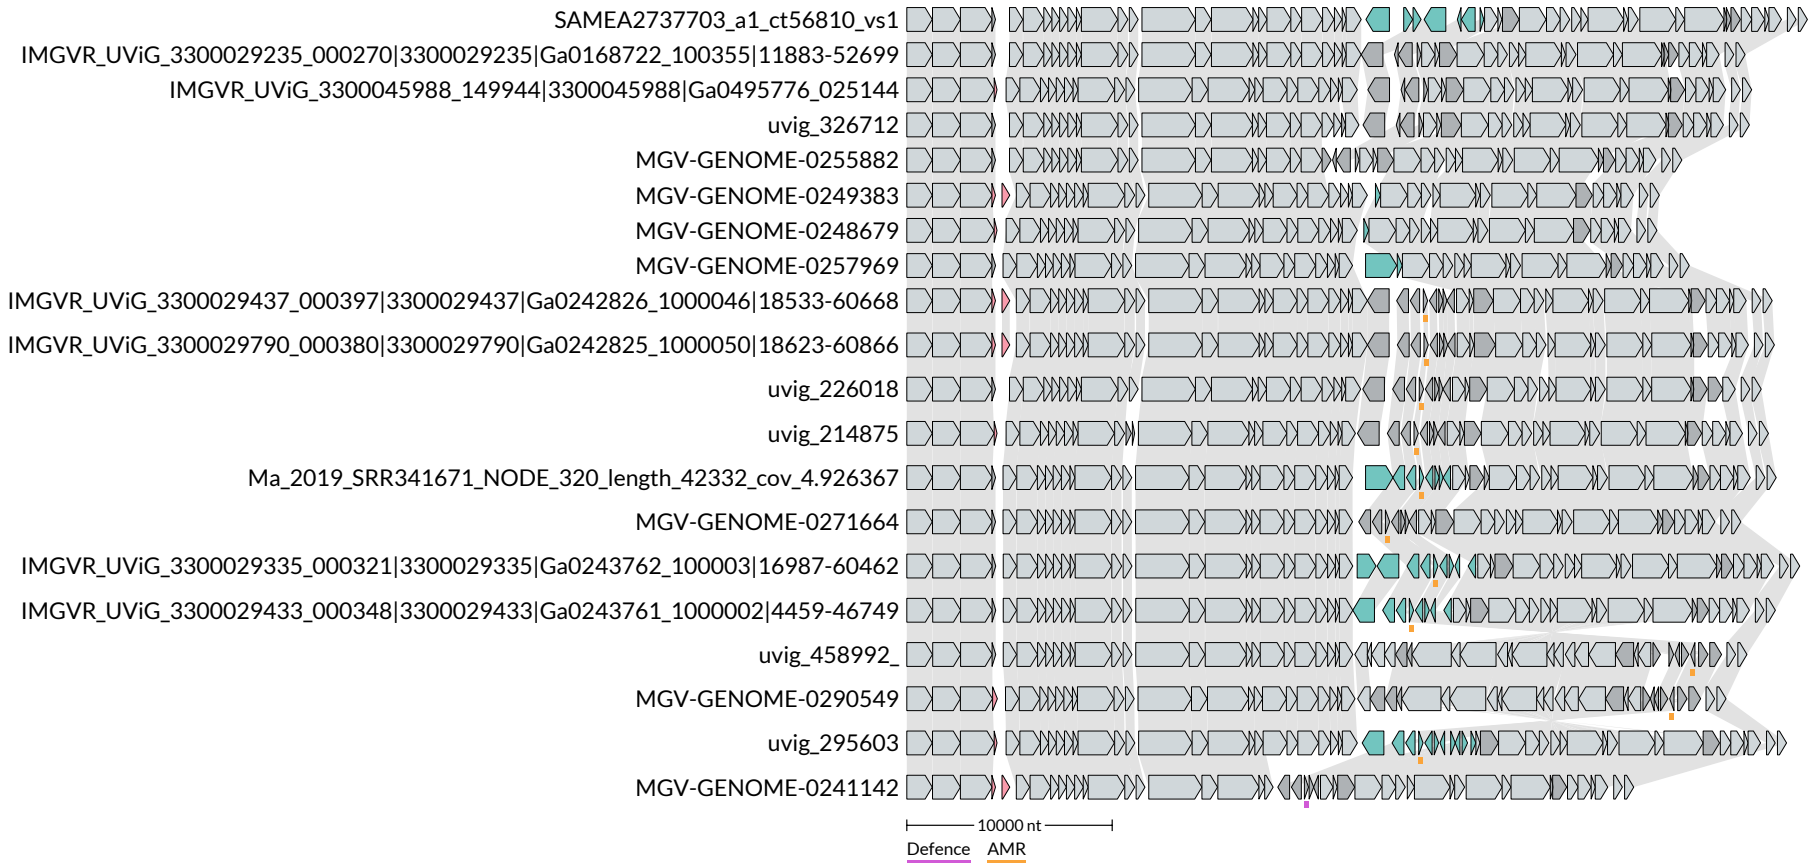 SAMEA2737703_a1_ct56810_vs1
IMGVR_UViG_3300029235_000270|3300029235|Ga0168722_100355|11883-52699
IMGVR_UViG_3300045988_149944|3300045988|Ga0495776_025144
uvig_326712
MGV-GENOME-0255882
MGV-GENOME-0249383
MGV-GENOME-0248679
MGV-GENOME-0257969
IMGVR_UViG_3300029437_000397|3300029437|Ga0242826_1000046|18533-60668
IMGVR_UViG_3300029790_000380|3300029790|Ga0242825_1000050|18623-60866
uvig_226018
uvig_214875
Ma_2019_SRR341671_NODE_320_length_42332_cov_4.926367
MGV-GENOME-0271664
IMGVR_UViG_3300029335_000321|3300029335|Ga0243762_100003|16987-60462
IMGVR_UViG_3300029433_000348|3300029433|Ga0243761_1000002|4459-46749
uvig_458992_
MGV-GENOME-0290549
uvig_295603
MGV-GENOME-0241142
10000 nt
Defence AMR